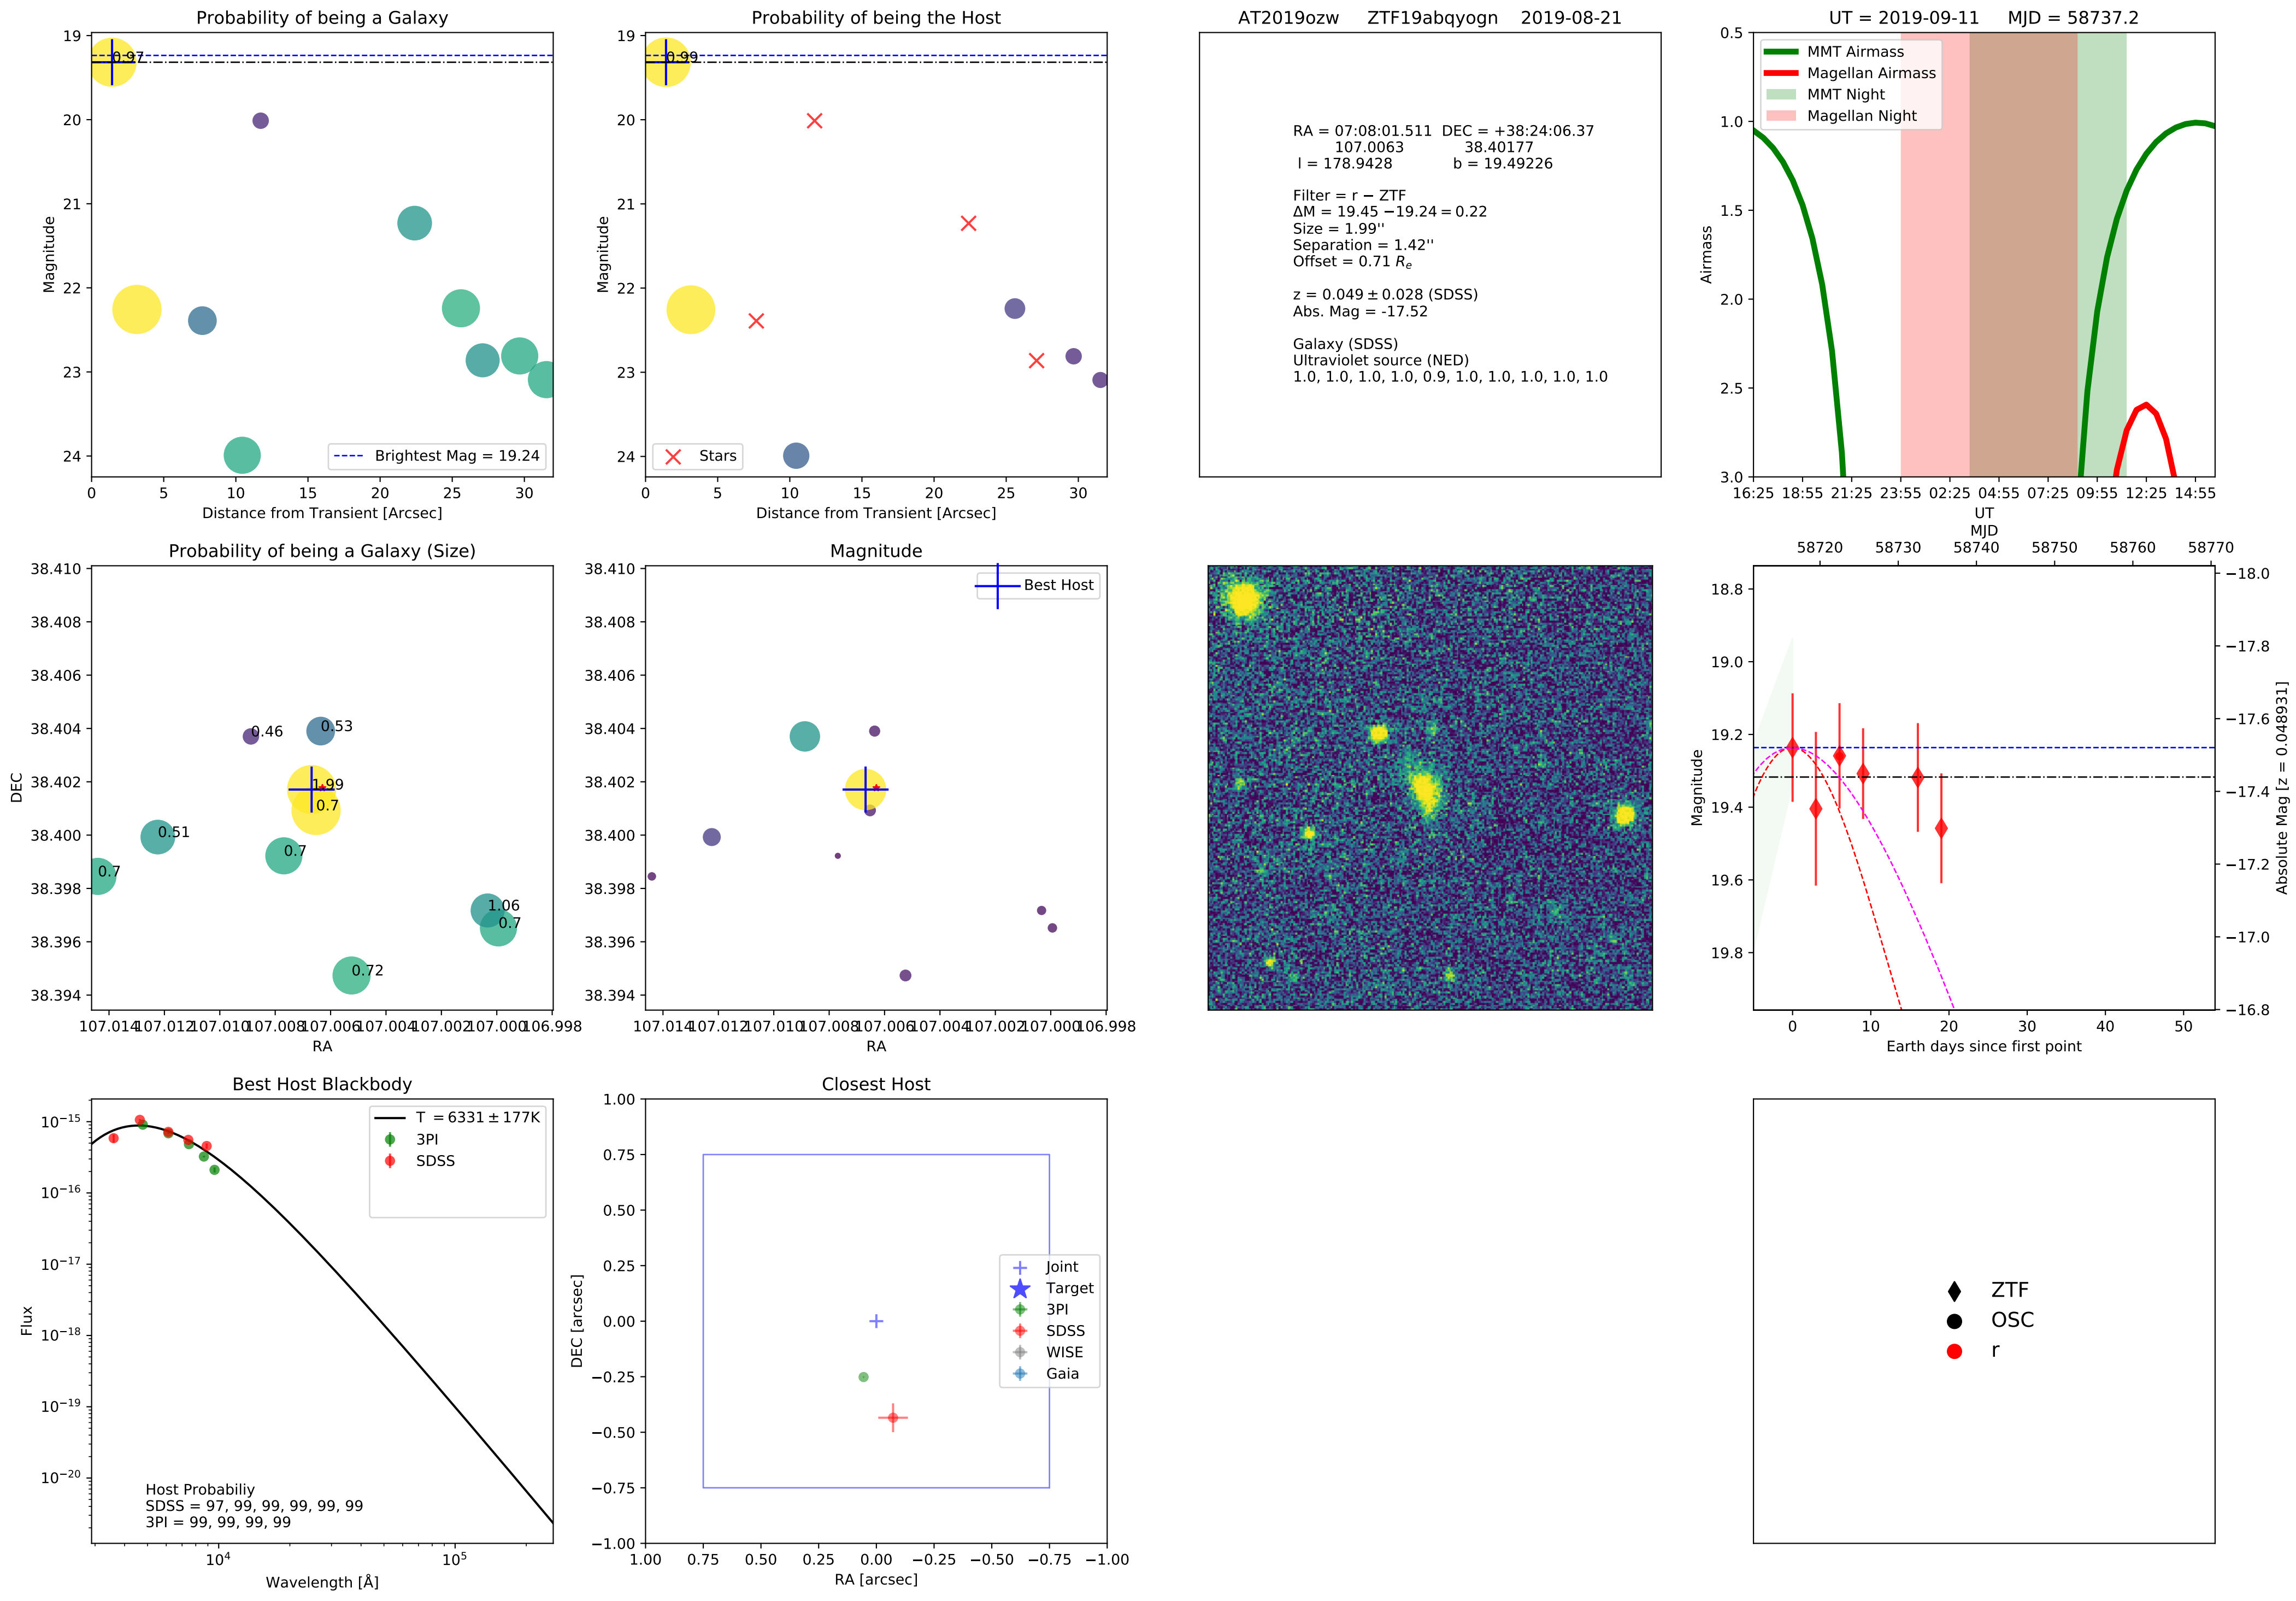 Probability of being a Galaxy
19
20
21
22
23
24
Magnitude
0.97
Brightest Mag = 19.24
0 5 10 15 20 25 30
Distance from Transient [Arcsec]
Probability of being the Host
19
20
21
22
23
24
Magnitude
0.99
Stars
0 5 10 15 20 25 30
Distance from Transient [Arcsec]
AT2019ozw ZTF19abqyogn 2019-08-21
RA = 07:08:01.511 DEC = +38:24:06.37
107.0063 38.40177
l = 178.9428 b = 19.49226
Filter = r − ZTF
ΔM = 19.45 −19.24 = 0.22
Size = 1.99''
Separation = 1.42''
Offset = 0.71 Re
z = 0.049 ± 0.028 (SDSS)
Abs. Mag = -17.52
Galaxy (SDSS)
Ultraviolet source (NED)
1.0, 1.0, 1.0, 1.0, 0.9, 1.0, 1.0, 1.0, 1.0, 1.0
UT = 2019-09-11 MJD = 58737.2
0.5
1.0
1.5
2.0
2.5
3.0
Airmass
MMT Airmass
Magellan Airmass
MMT Night
Magellan Night
16:25 18:55 21:25 23:55 02:25 04:55 07:25 09:55 12:25 14:55
UT
Probability of being a Galaxy (Size)
38.410
38.408
38.406
38.404
38.402
38.400
38.398
38.396
38.394
DEC
0.46
0.53
1.99
0.7
0.51
0.7
0.7
1.06
0.7
0.72
107.014 107.012 107.010 107.008 107.006 107.004 107.002 107.000 106.998
RA
Magnitude
38.410
38.408
38.406
38.404
38.402
38.400
38.398
38.396
38.394
Best Host
107.014 107.012 107.010 107.008 107.006 107.004 107.002 107.000 106.998
RA
MJD
58720 58730 58740 58750 58760 58770
18.8
19.0
19.2
19.4
19.6
19.8
Magnitude
−18.0
−17.8
−17.6
−17.4
−17.2
−17.0
−16.8
Absolute Mag [z = 0.048931]
0 10 20 30 40 50
Earth days since first point
Best Host Blackbody
10−15
10−16
10−17
10−18
10−19
10−20
Flux
T = 6331 ± 177K
3PI
SDSS
Host Probabiliy
SDSS = 97, 99, 99, 99, 99, 99
3PI = 99, 99, 99, 99
104 105
Wavelength [Å]
Closest Host
1.00
0.75
0.50
0.25
0.00
−0.25
−0.50
−0.75
−1.00
DEC [arcsec]
Joint
Target
3PI
SDSS
WISE
Gaia
1.00 0.75 0.50 0.25 0.00 −0.25 −0.50 −0.75 −1.00
RA [arcsec]
ZTF
OSC
r